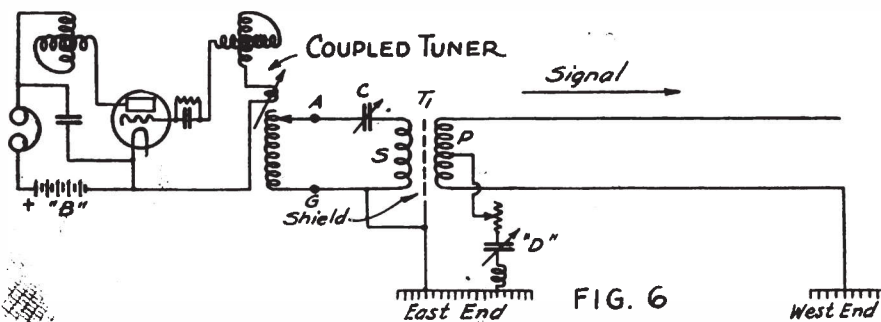 COUPLED TUNER
Signal
A
C
T1
S
P
G
Shield
"D"
+ "B"
East End
FIG. 6
West End